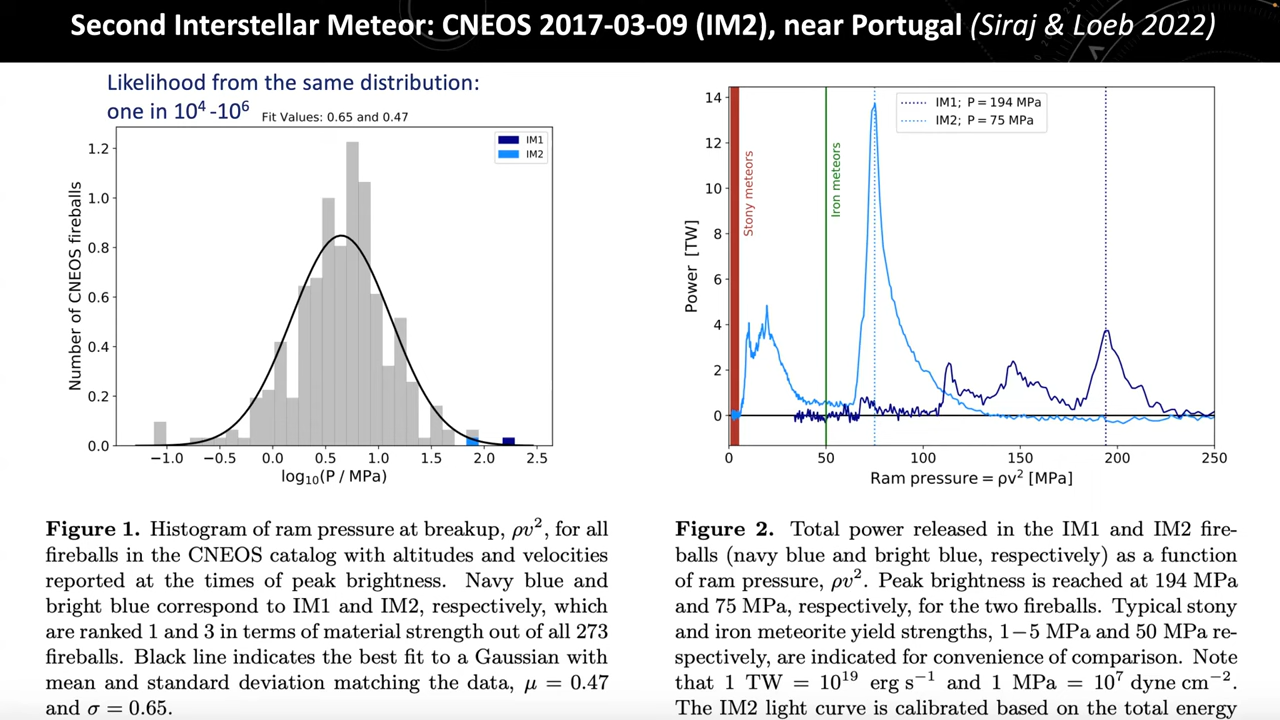 Second Interstellar Meteor: CNEOS 2017-03-09 (IM2), near Portugal (Siraj & Loeb 2022)
Likelihood from the same distribution:
one in 10⁴ -10⁶
Fit Values: 0.65 and 0.47
IM1
IM2
Number of CNEOS fireballs
1.2
1.0
0.8
0.6
0.4
0.2
0.0
−1.0 −0.5 0.0 0.5 1.0 1.5 2.0 2.5
log₁₀(P / MPa)
IM1; P = 194 MPa
IM2; P = 75 MPa
Stony meteors
Iron meteors
Power [TW]
14
12
10
8
6
4
2
0
0 50 100 150 200 250
Ram pressure = ρv² [MPa]
Figure 1. Histogram of ram pressure at breakup, ρv², for all
fireballs in the CNEOS catalog with altitudes and velocities
reported at the times of peak brightness. Navy blue and
bright blue correspond to IM1 and IM2, respectively, which
are ranked 1 and 3 in terms of material strength out of all 273
fireballs. Black line indicates the best fit to a Gaussian with
mean and standard deviation matching the data, μ = 0.47
and σ = 0.65.
Figure 2. Total power released in the IM1 and IM2 fire-
balls (navy blue and bright blue, respectively) as a function
of ram pressure, ρv². Peak brightness is reached at 194 MPa
and 75 MPa, respectively, for the two fireballs. Typical stony
and iron meteorite yield strengths, 1−5 MPa and 50 MPa re-
spectively, are indicated for convenience of comparison. Note
that 1 TW = 10¹⁹ erg s⁻¹ and 1 MPa = 10⁷ dyne cm⁻².
The IM2 light curve is calibrated based on the total energy